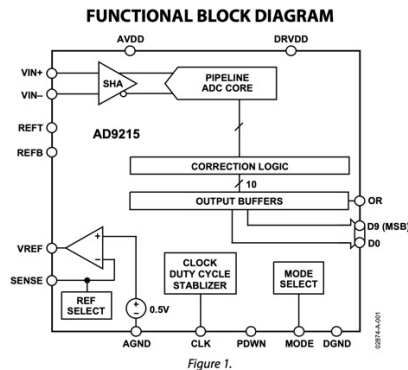 FUNCTIONAL BLOCK DIAGRAM
AVDD DRVDD
VIN+
VIN–
SHA
PIPELINE
ADC CORE
REFT
REFB
AD9215
CORRECTION LOGIC
10
OUTPUT BUFFERS
OR
D9 (MSB)
D0
VREF
+
–
SENSE
REF
SELECT
+
–
0.5V
CLOCK
DUTY CYCLE
STABLIZER
MODE
SELECT
AGND CLK PDWN MODE DGND
02874-A-001
Figure 1.